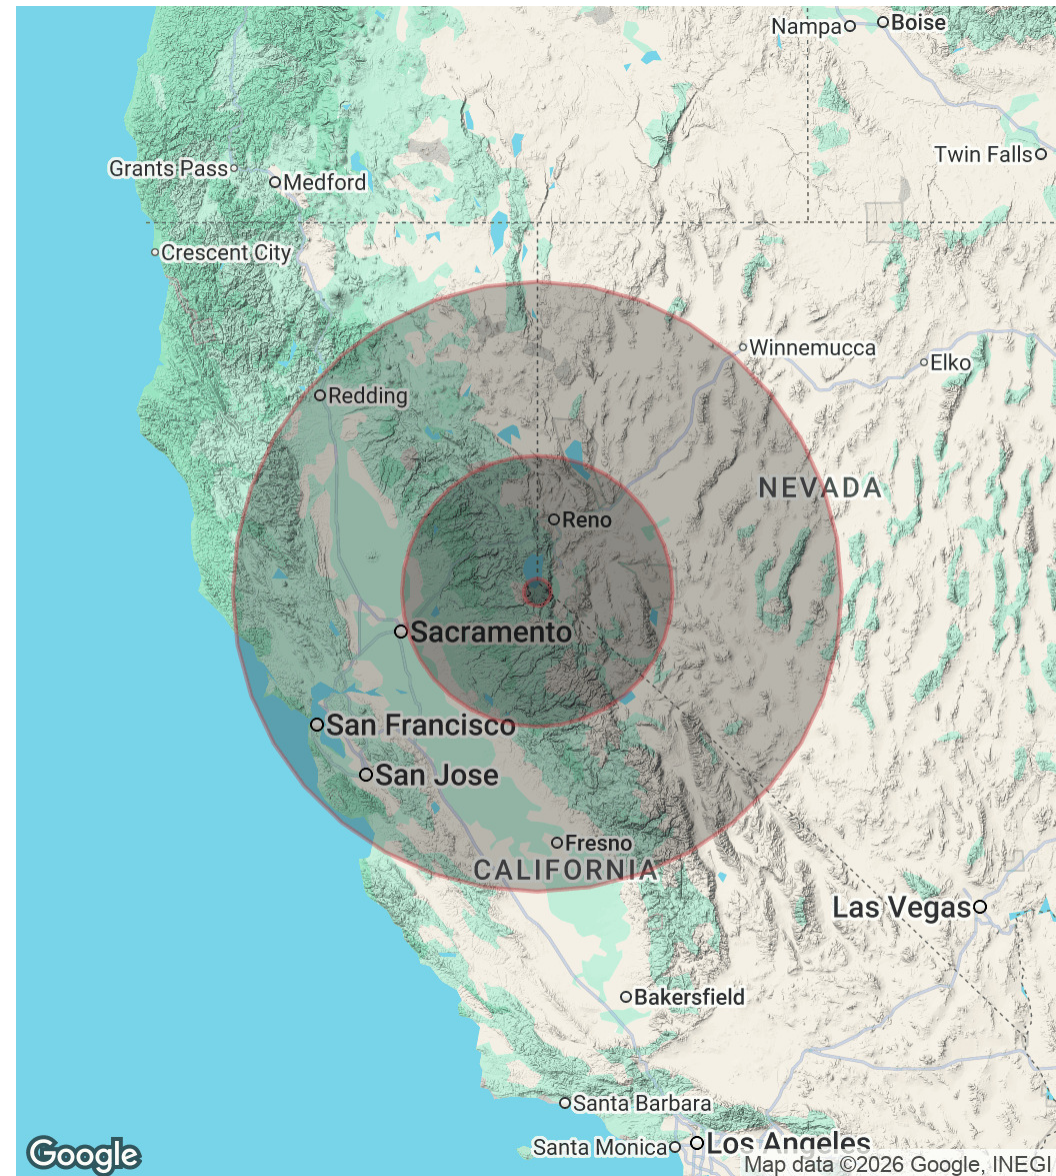 Nampa
Boise
Twin Falls
Grants Pass
Medford
Crescent City
Winnemucca
Elko
Redding
NEVADA
Reno
Sacramento
San Francisco
San Jose
Fresno
CALIFORNIA
Las Vegas
Bakersfield
Santa Barbara
Santa Monica
Los Angeles
Google
Map data ©2026 Google, INEGI